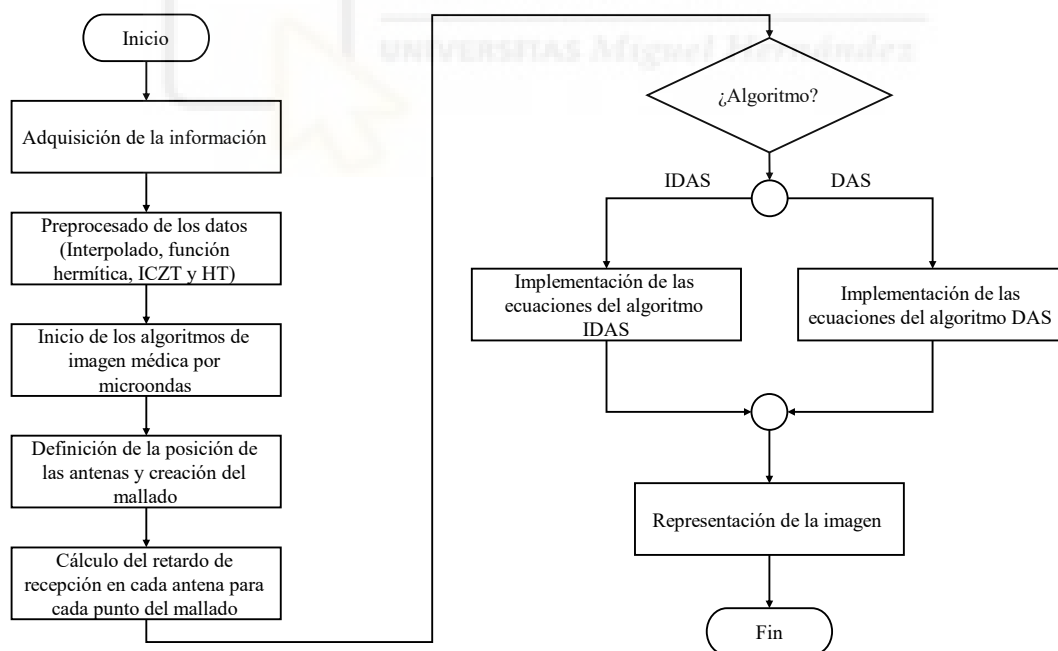 Inicio
Adquisición de la información
Preprocesado de los datos
(Interpolado, función
hermítica, ICZT y HT)
Inicio de los algoritmos de
imagen médica por
microondas
Definición de la posición de
las antenas y creación del
mallado
Cálculo del retardo de
recepción en cada antena para
cada punto del mallado
UNIVERSITAS Miguel Hernández
¿Algoritmo?
IDAS
DAS
Implementación de las
ecuaciones del algoritmo
IDAS
Implementación de las
ecuaciones del algoritmo DAS
Representación de la imagen
Fin